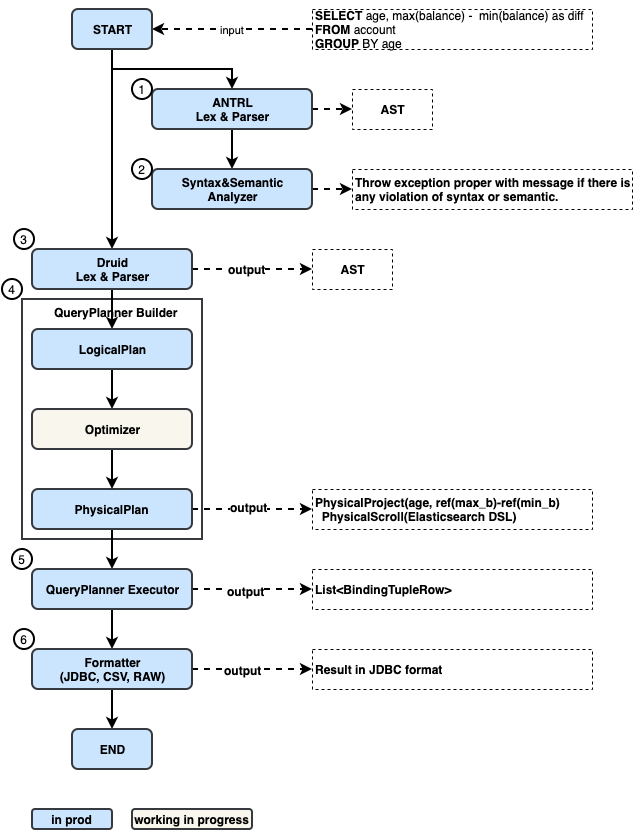 START
input
SELECT age, max(balance) - min(balance) as diff
FROM account
GROUP BY age
1
ANTRL
Lex & Parser
AST
2
Syntax&Semantic
Analyzer
Throw exception proper with message if there is
any violation of syntax or semantic.
3
Druid
Lex & Parser
output
AST
4
QueryPlanner Builder
LogicalPlan
Optimizer
PhysicalPlan
output
PhysicalProject(age, ref(max_b)-ref(min_b)
PhysicalScroll(Elasticsearch DSL)
5
QueryPlanner Executor
output
List<BindingTupleRow>
6
Formatter
(JDBC, CSV, RAW)
output
Result in JDBC format
END
in prod
working in progress